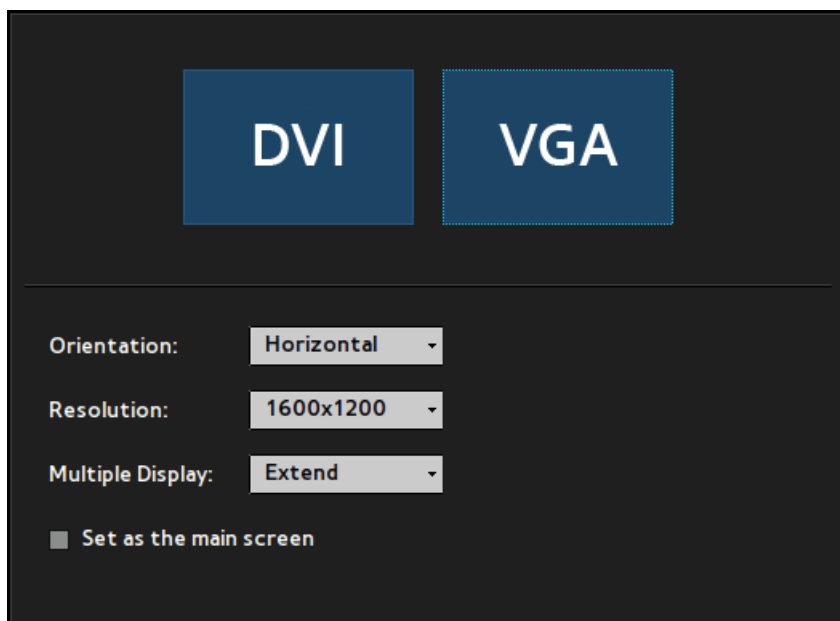 DVI VGA
Orientation: Horizontal
Resolution: 1600x1200
Multiple Display: Extend
Set as the main screen